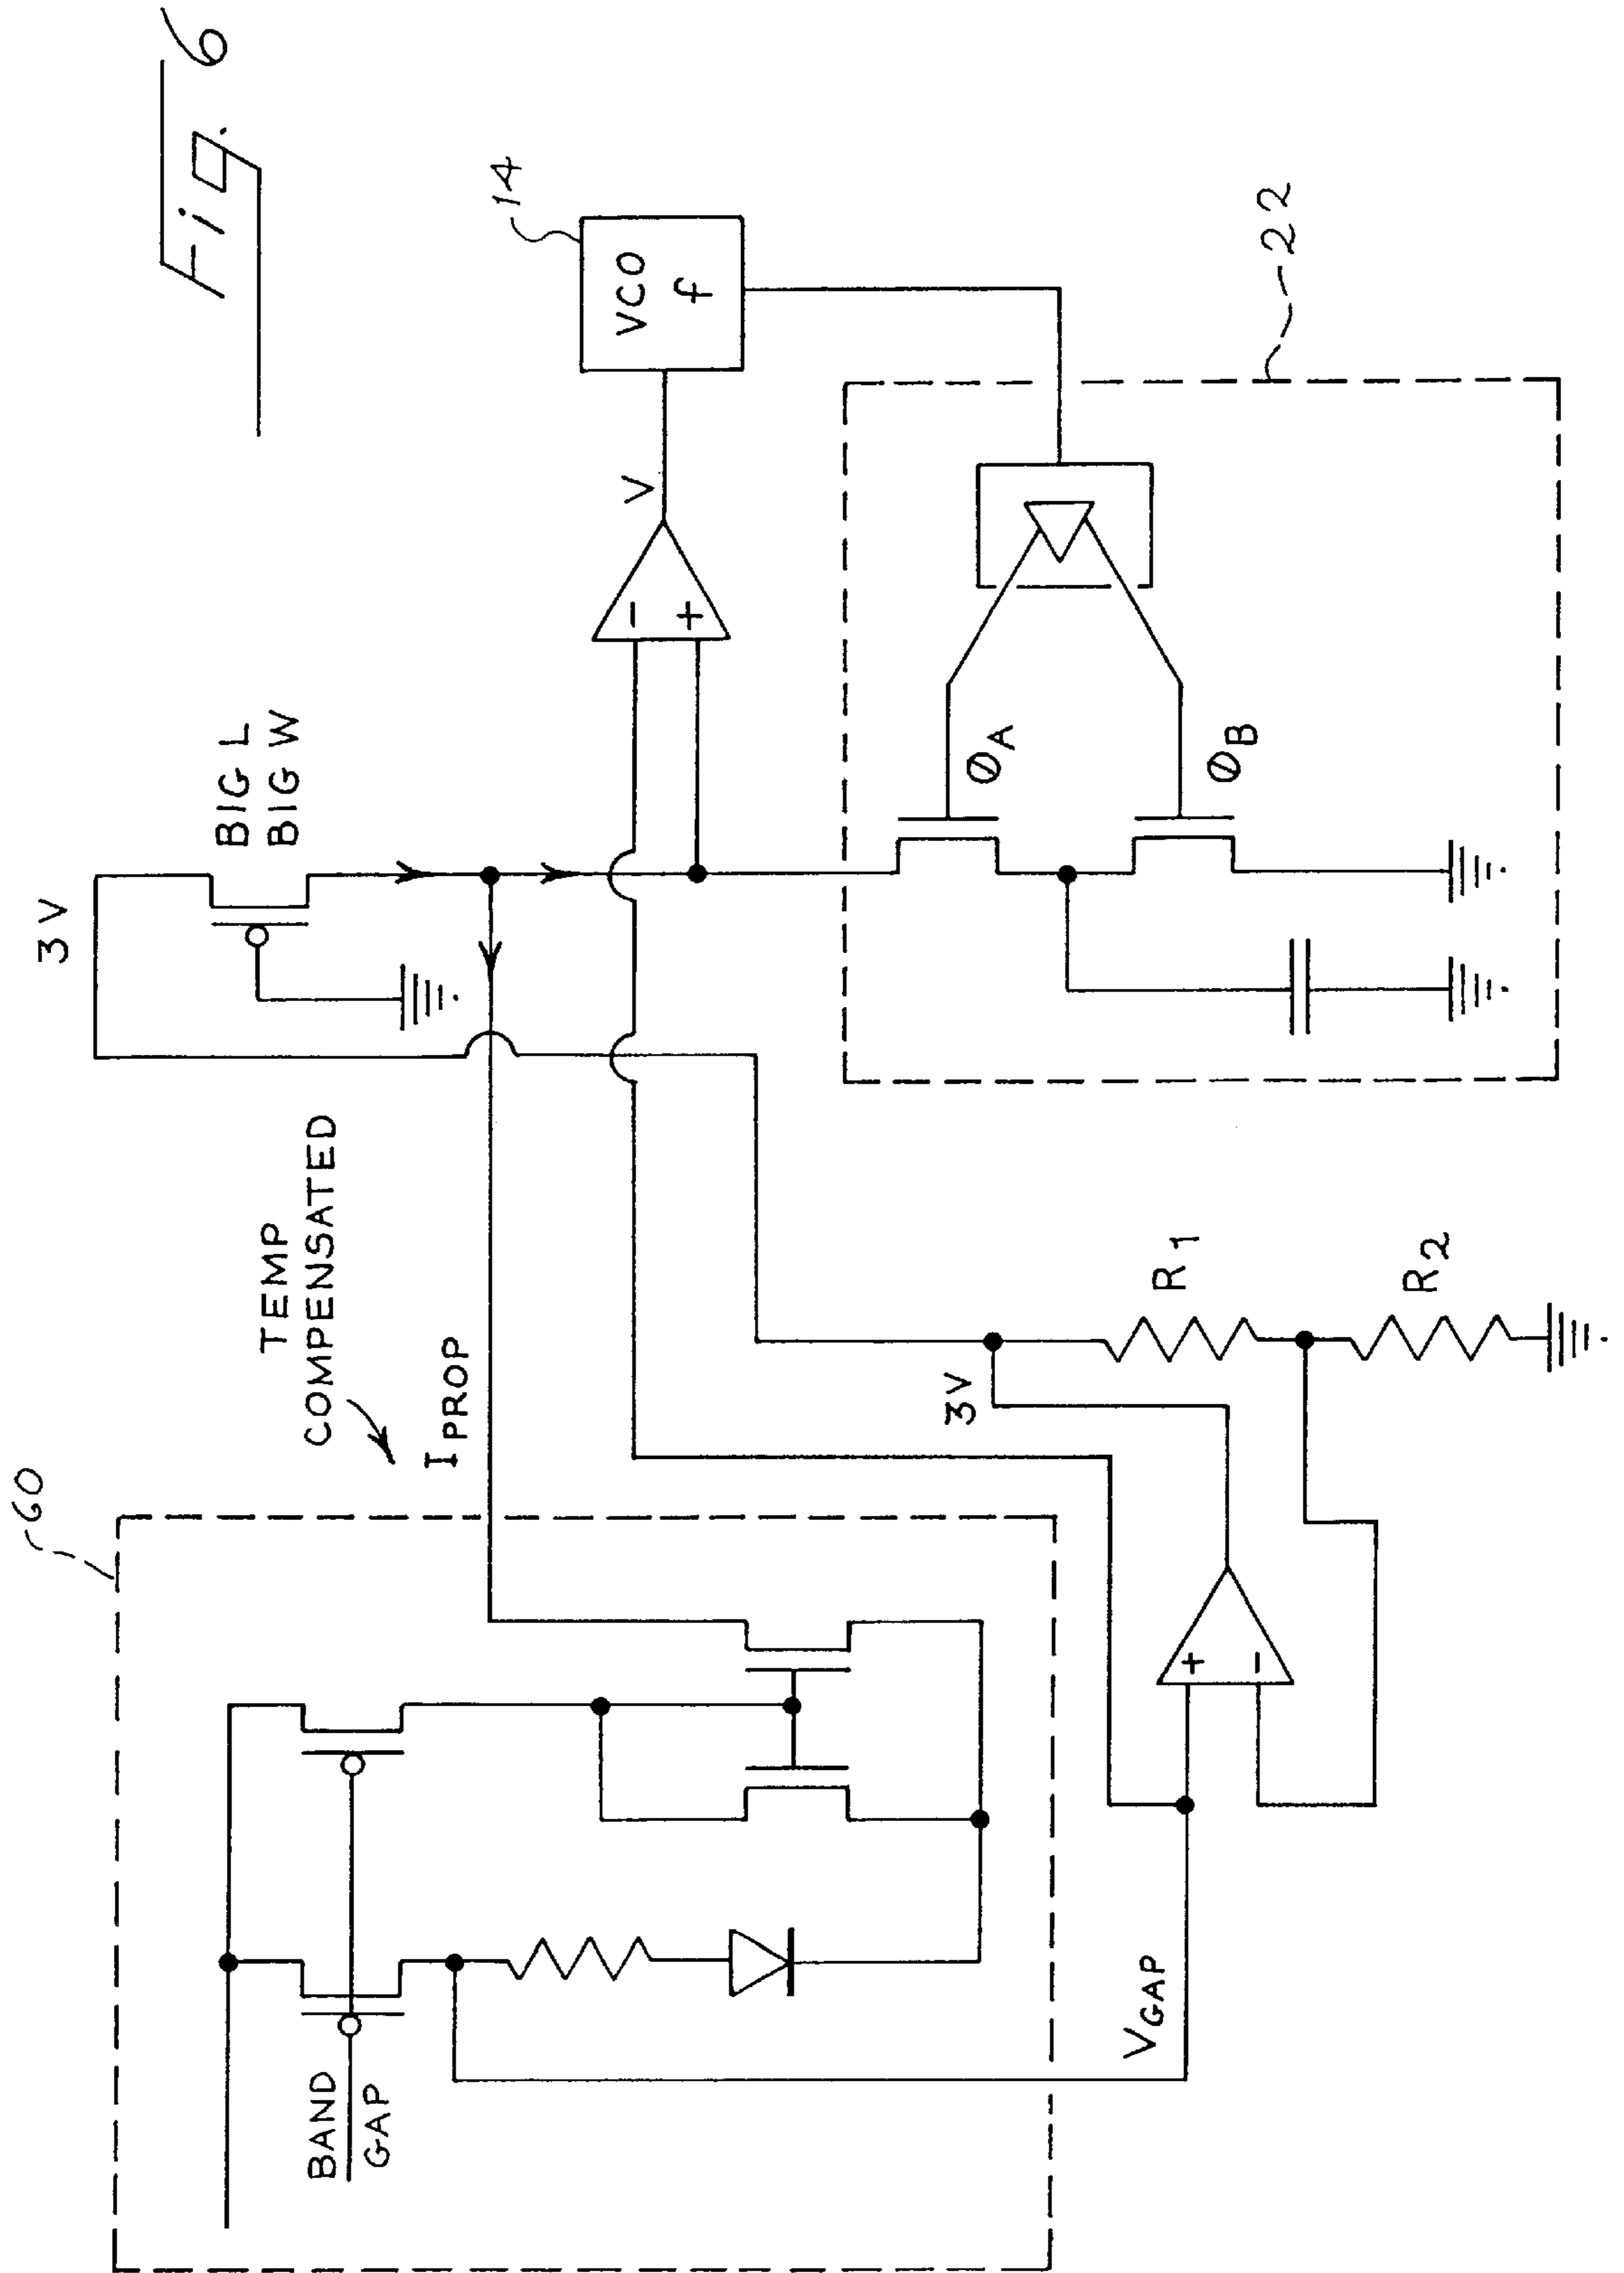 Fig. 6
60
BAND
GAP
TEMP
COMPENSATED
I PROP
3V
BIG L
BIG W
-
+
V
14
VCO
f
VGAP
+
-
3V
R1
R2
ØA
ØB
22